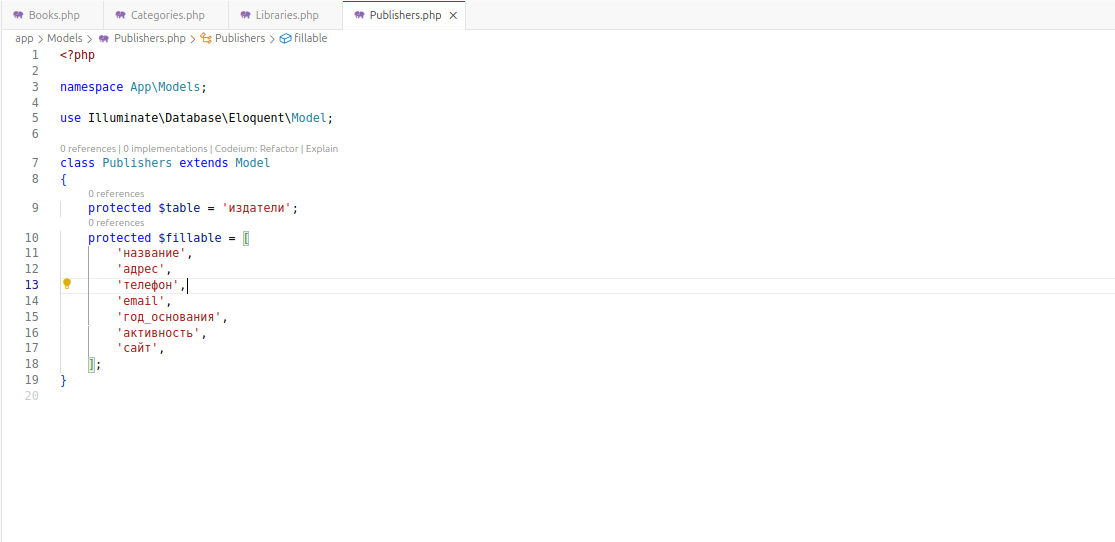 Books.php Categories.php Libraries.php Publishers.php
app > Models > Publishers.php > Publishers > fillable
1 <?php
2
3 namespace App\Models;
4
5 use Illuminate\Database\Eloquent\Model;
6
0 references | 0 implementations | Codeium: Refactor | Explain
7 class Publishers extends Model
8 {
0 references
9 protected $table = 'издатели';
0 references
10 protected $fillable = [
11 'название',
12 'адрес',
13 'телефон',
14 'email',
15 'год_основания',
16 'активность',
17 'сайт',
18 ];
19 }
20